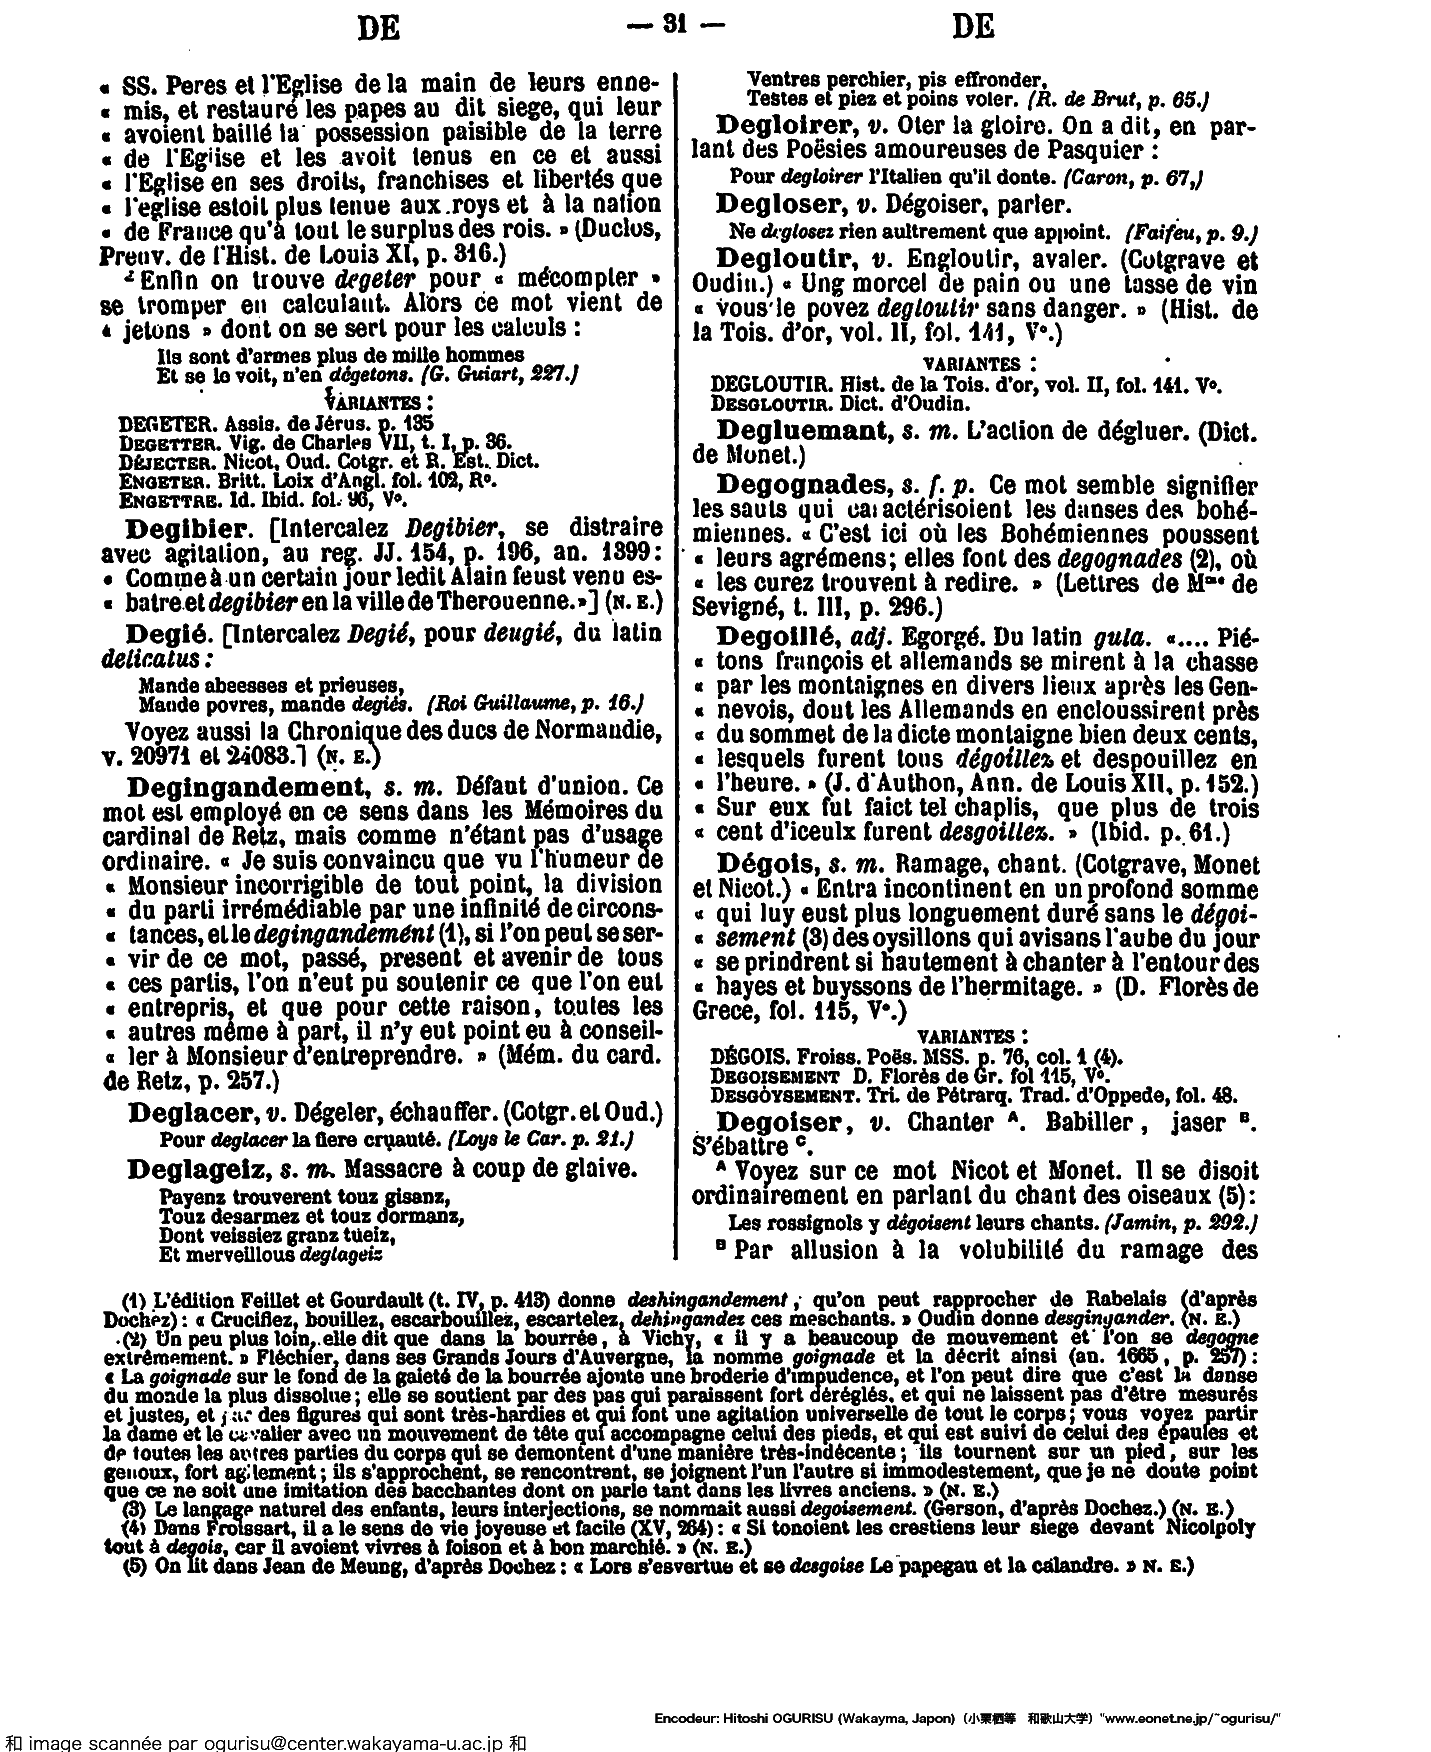 DE — 31 — DE
« SS. Peres et l'Eglise de la main de leurs enne-
« mis, et restauré les papes au dit siege, qui leur
« avoient baillé la possession paisible de la terre
« de l'Eglise et les avoit tenus en ce et aussi
« l'Eglise en ses droits, franchises et libertés que
« l'eglise estoit plus tenue aux roys et à la nation
« de France qu'à tout le surplus des rois. » (Duclos,
Preuv. de l'Hist. de Louis XI, p. 316.)
² Enfin on trouve degeter pour « mécompter »
se tromper en calculant. Alors ce mot vient de
« jetons » dont on se sert pour les calculs :
Ils sont d'armes plus de mille hommes
Et se le voit, n'en dégetons. (G. Guiart, 227.)
VARIANTES :
DEGETER. Assis. de Jérus. p. 135
DEGETTER. Vig. de Charles VII, t. I, p. 36.
DÉJECTER. Nicot, Oud. Cotgr. et R. Est. Dict.
ENGETER. Britt. Loix d'Angl. fol. 102, R°.
ENGETTRE. Id. Ibid. fol. 96, V°.
Degibier. [Intercalez Degibier, se distraire
avec agitation, au reg. JJ. 154, p. 196, an. 1399 :
« Comme à un certain jour ledit Alain feust venu es-
« batre et degibier en la ville de Therouenne. »] (N. E.)
Degié. [Intercalez Degié, pour deugié, du latin
delicatus :
Mande abeesses et prieuses,
Mande povres, mande degiés. (Roi Guillaume, p. 16.)
Voyez aussi la Chronique des ducs de Normandie,
v. 20971 et 24083.] (N. E.)
Degingandement, s. m. Défaut d'union. Ce
mot est employé en ce sens dans les Mémoires du
cardinal de Retz, mais comme n'étant pas d'usage
ordinaire. « Je suis convaincu que vu l'humeur de
« Monsieur incorrigible de tout point, la division
« du parti irrémédiable par une infinité de circons-
« tances, et le degingandemént (1), si l'on peut se ser-
« vir de ce mot, passé, present et avenir de tous
« ces partis, l'on n'eut pu soutenir ce que l'on eut
« entrepris, et que pour cette raison, toutes les
« autres même à part, il n'y eut point eu à conseil-
« ler à Monsieur d'entreprendre. » (Mém. du card.
de Retz, p. 257.)
Deglacer, v. Dégeler, échauffer. (Cotgr. et Oud.)
Pour deglacer la fiere cruauté. (Loys le Car. p. 21.)
Deglageiz, s. m. Massacre à coup de glaive.
Payenz trouverent touz gisanz,
Touz desarmez et touz dormanz,
Dont veissiez granz tueiz,
Et merveillous deglageiz
Ventres perchier, pis effronder,
Testes et piez et poins voler. (R. de Brut, p. 65.)
Degloirer, v. Oter la gloire. On a dit, en par-
lant des Poësies amoureuses de Pasquier :
Pour degloirer l'Italien qu'il donte. (Caron, p. 67,)
Degloser, v. Dégoiser, parler.
Ne deglosez rien aultrement que appoint. (Faifeu, p. 9.)
Degloutir, v. Engloutir, avaler. (Cotgrave et
Oudin.) « Ung morcel de pain ou une tasse de vin
« vous le povez degloutir sans danger. » (Hist. de
la Tois. d'or, vol. II, fol. 141, V°.)
VARIANTES :
DEGLOUTIR. Hist. de la Tois. d'or, vol. II, fol. 141. V°.
DESGLOUTIR. Dict. d'Oudin.
Degluemant, s. m. L'action de dégluer. (Dict.
de Monet.)
Degognades, s. f. p. Ce mot semble signifier
les sauts qui caractérisoient les danses des bohé-
miennes. « C'est ici où les Bohémiennes poussent
« leurs agrémens ; elles font des degognades (2), où
« les curez trouvent à redire. » (Lettres de Mme de
Sevigné, t. III, p. 296.)
Degoillé, adj. Egorgé. Du latin gula. «.... Pié-
« tons françois et allemands se mirent à la chasse
« par les montaignes en divers lieux après les Gen-
« nevois, dont les Allemands en encloussirent près
« du sommet de la dicte montaigne bien deux cents,
« lesquels furent tous dégoillez et despouillez en
« l'heure. » (J. d'Authon, Ann. de Louis XII, p. 152.)
« Sur eux fut faict tel chaplis, que plus de trois
« cent d'iceulx furent desgoillez. » (Ibid. p. 61.)
Dégois, s. m. Ramage, chant. (Cotgrave, Monet
et Nicot.) « Entra incontinent en un profond somme
« qui luy eust plus longuement duré sans le dégoi-
« sement (3) des oysillons qui avisans l'aube du jour
« se prindrent si hautement à chanter à l'entour des
« hayes et buyssons de l'hermitage. » (D. Florès de
Grece, fol. 115, V°.)
VARIANTES :
DÉGOIS. Froiss. Poës. MSS. p. 76, col. 1 (4).
DEGOISEMENT D. Florès de Gr. fol 115, V°.
DESGOYSEMENT. Tri. de Pétrarq. Trad. d'Oppede, fol. 48.
Degoiser, v. Chanter A. Babiller, jaser B.
S'ébattre C.
A Voyez sur ce mot Nicot et Monet. Il se disoit
ordinairement en parlant du chant des oiseaux (5) :
Les rossignols y dégoisent leurs chants. (Jamin, p. 292.)
B Par allusion à la volubilité du ramage des
(1) L'édition Feillet et Gourdault (t. IV, p. 413) donne deshingandement, qu'on peut rapprocher de Rabelais (d'après
Dochez) : « Crucifiez, bouillez, escarbouillez, escartelez, dehingandez ces meschants. » Oudin donne desgingander. (N. E.)
(2) Un peu plus loin, elle dit que dans la bourrée, à Vichy, « il y a beaucoup de mouvement et l'on se degogne
extrêmement. » Fléchier, dans ses Grands Jours d'Auvergne, la nomme goignade et la décrit ainsi (an. 1665, p. 257) :
« La goignade sur le fond de la gaieté de la bourrée ajoute une broderie d'impudence, et l'on peut dire que c'est la danse
du monde la plus dissolue ; elle se soutient par des pas qui paraissent fort déréglés, et qui ne laissent pas d'être mesurés
et justes, et par des figures qui sont très-hardies et qui font une agitation universelle de tout le corps ; vous voyez partir
la dame et le cavalier avec un mouvement de tête qui accompagne celui des pieds, et qui est suivi de celui des épaules et
de toutes les autres parties du corps qui se demontent d'une manière très-indécente ; ils tournent sur un pied, sur les
genoux, fort agilement ; ils s'approchent, se rencontrent, se joignent l'un l'autre si immodestement, que je ne doute point
que ce ne soit une imitation des bacchantes dont on parle tant dans les livres anciens. » (N. E.)
(3) Le langage naturel des enfants, leurs interjections, se nommait aussi degoisement. (Gerson, d'après Dochez.) (N. E.)
(4) Dans Froissart, il a le sens de vie joyeuse et facile (XV, 264) : « Si tonoient les crestiens leur siege devant Nicolpoly
tout à degois, car il avoient vivres à foison et à bon marchié. » (N. E.)
(5) On lit dans Jean de Meung, d'après Dochez : « Lors s'esvertue et se desgoise Le papegau et la calandre. » N. E.)
Encodeur: Hitoshi OGURISU (Wakayma, Japon) (小栗栖等 和歌山大学) "www.eonet.ne.jp/~ogurisu/"
和 image scannée par ogurisu@center.wakayama-u.ac.jp 和